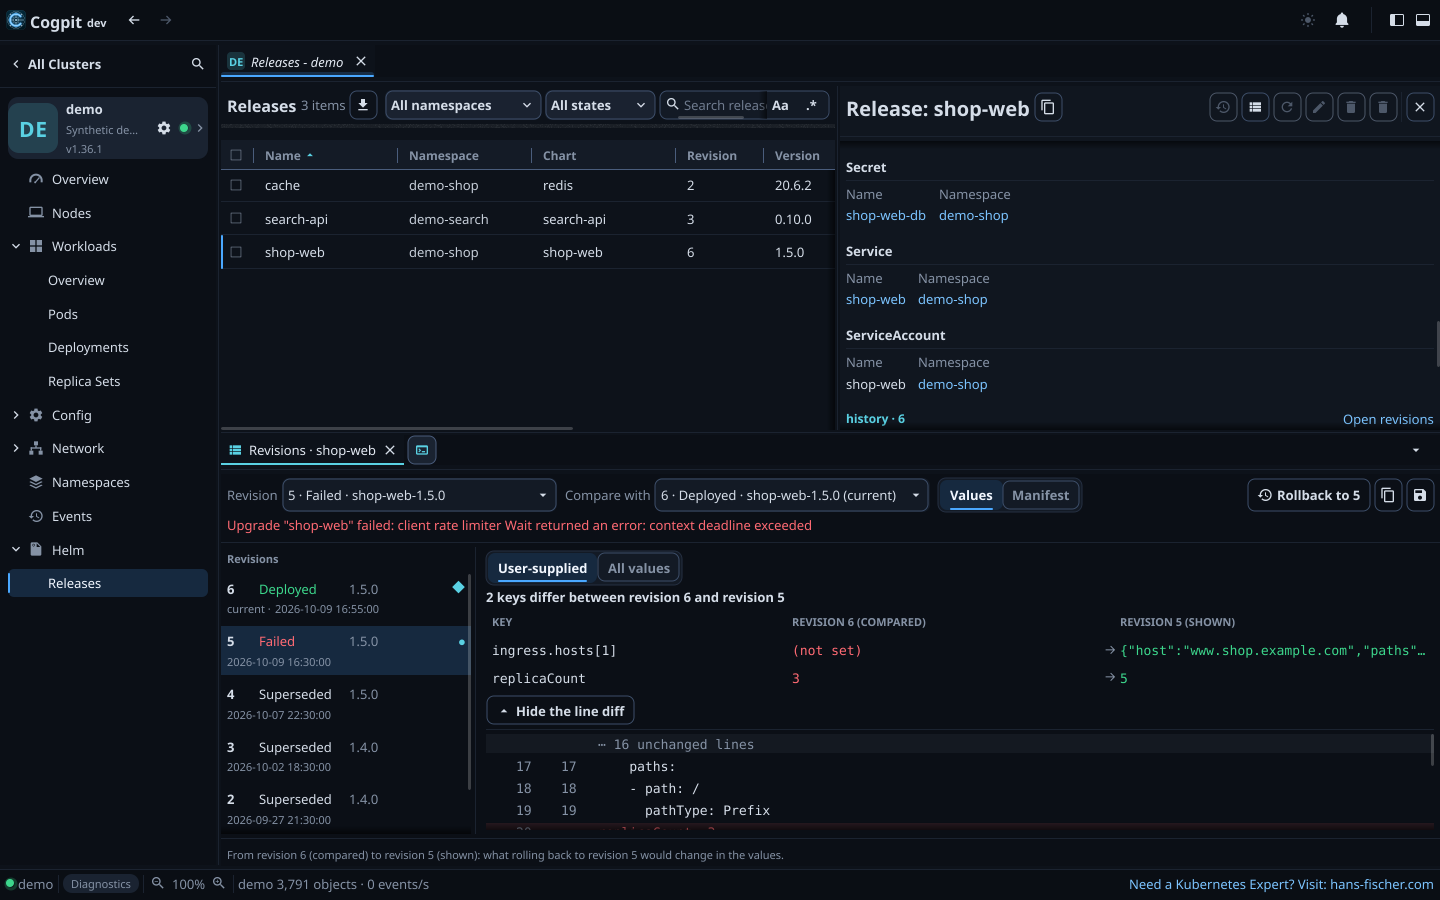 Cogpit dev
All Clusters
DE
demo
Synthetic de...
v1.36.1
Overview
Nodes
Workloads
Overview
Pods
Deployments
Replica Sets
Config
Network
Namespaces
Events
Helm
Releases
DE Releases - demo
Releases 3 items
All namespaces
All states
Search releas
Aa .*
Name Namespace Chart Revision Version
cache demo-shop redis 2 20.6.2
search-api demo-search search-api 3 0.10.0
shop-web demo-shop shop-web 6 1.5.0
Release: shop-web
Secret
Name Namespace
shop-web-db demo-shop
Service
Name Namespace
shop-web demo-shop
ServiceAccount
Name Namespace
shop-web demo-shop
history · 6 Open revisions
Revisions · shop-web
Revision 5 · Failed · shop-web-1.5.0 Compare with 6 · Deployed · shop-web-1.5.0 (current) Values Manifest Rollback to 5
Upgrade "shop-web" failed: client rate limiter Wait returned an error: context deadline exceeded
Revisions
6 Deployed 1.5.0
current · 2026-10-09 16:55:00
5 Failed 1.5.0
2026-10-09 16:30:00
4 Superseded 1.5.0
2026-10-07 22:30:00
3 Superseded 1.4.0
2026-10-02 18:30:00
2 Superseded 1.4.0
2026-09-27 21:30:00
User-supplied All values
2 keys differ between revision 6 and revision 5
KEY REVISION 6 (COMPARED) REVISION 5 (SHOWN)
ingress.hosts[1] (not set) → {"host":"www.shop.example.com","paths"…
replicaCount 3 → 5
Hide the line diff
⋯ 16 unchanged lines
17 17 paths:
18 18 - path: /
19 19 pathType: Prefix
From revision 6 (compared) to revision 5 (shown): what rolling back to revision 5 would change in the values.
demo Diagnostics 100% demo 3,791 objects · 0 events/s
Need a Kubernetes Expert? Visit: hans-fischer.com